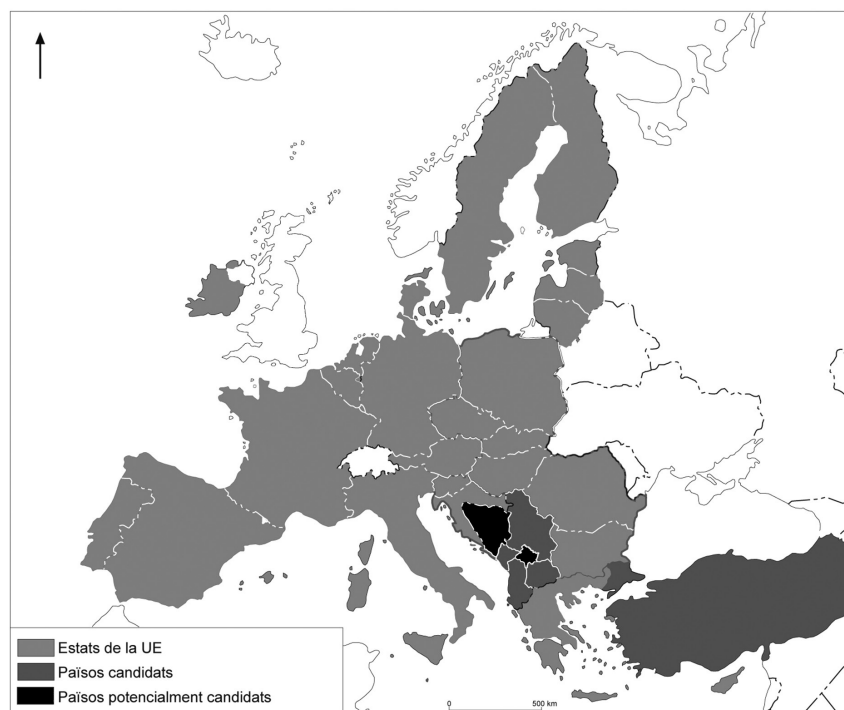 Estats de la UE
Països candidats
Països potencialment candidats
0 500 km